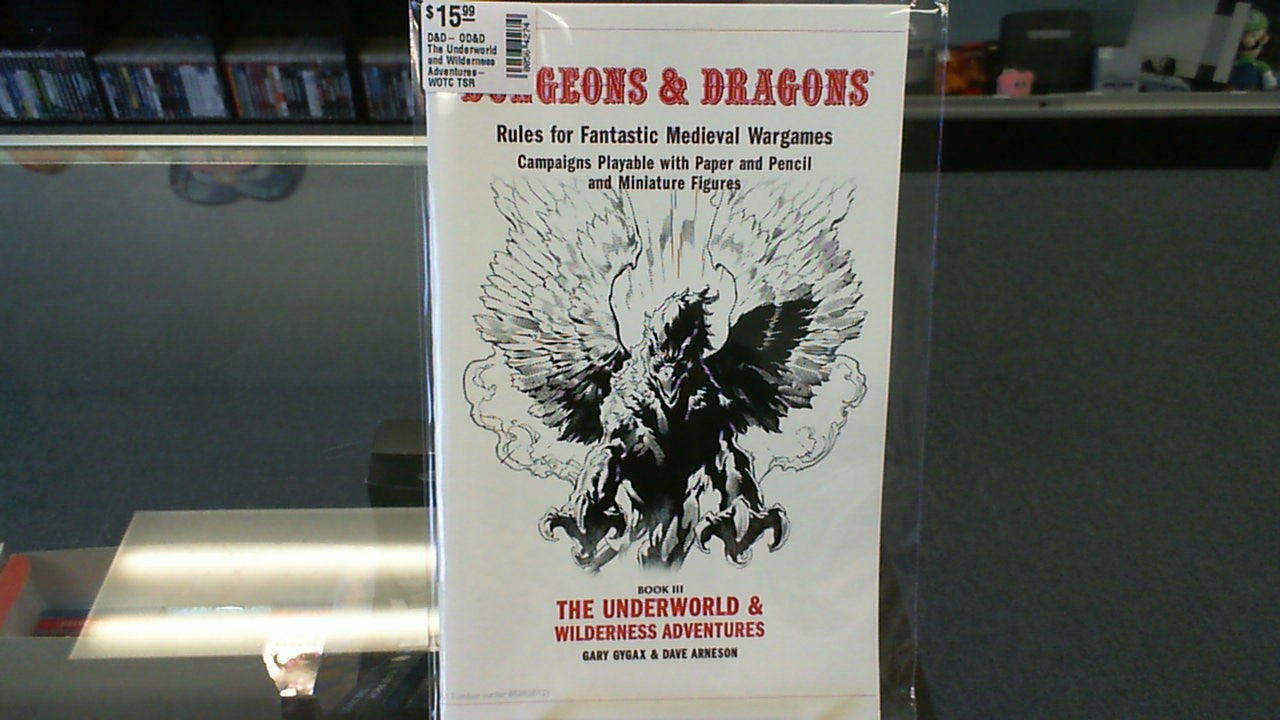 $15.99
D&D - OD&D
The Underworld
and Wilderness
Adventures -
WOTC TSR
GEONS & DRAGONS
Rules for Fantastic Medieval Wargames
Campaigns Playable with Paper and Pencil
and Miniature Figures
BOOK III
THE UNDERWORLD &
WILDERNESS ADVENTURES
GARY GYGAX & DAVE ARNESON